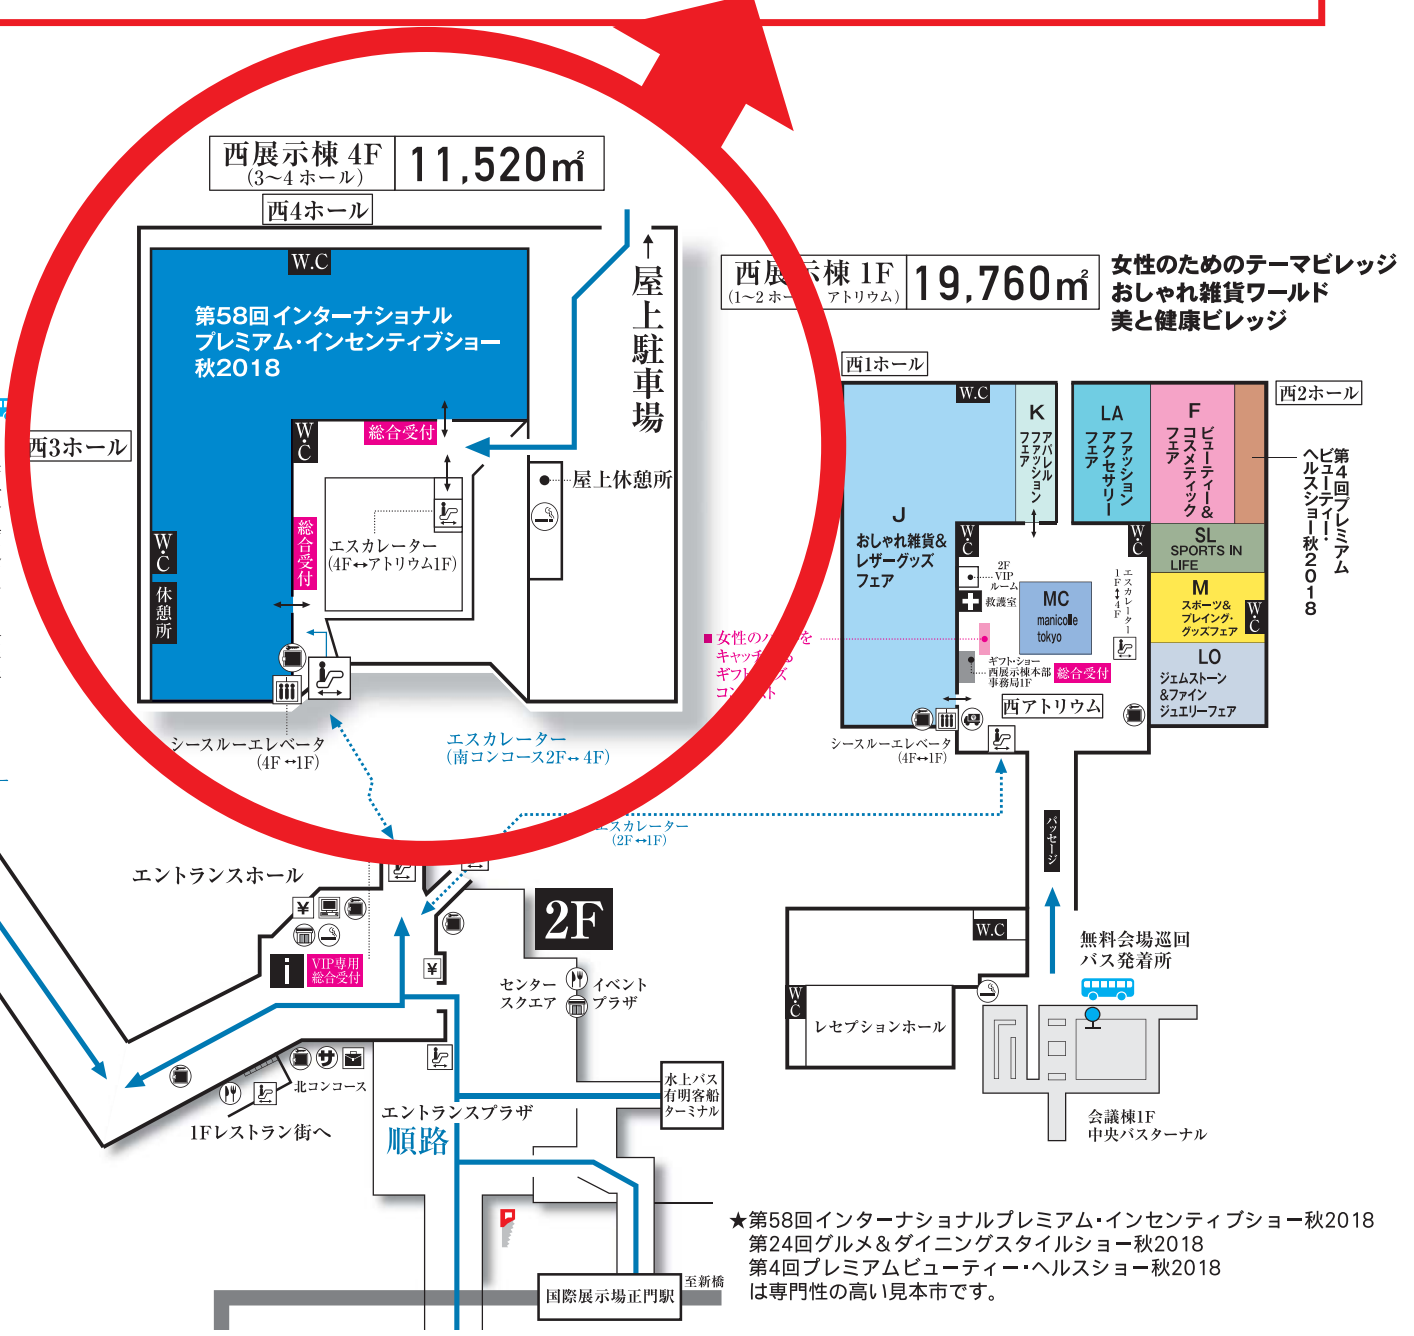 西展示棟 4F
(3〜4 ホール)
11,520㎡
西4ホール
W.C
第58回 インターナショナル
プレミアム・インセンティブショー
秋2018
↑屋上駐車場
西3ホール
W.C
総合受付
屋上休憩所
総合受付
エスカレーター
(4F↔アトリウム1F)
W.C
休憩所
シースルーエレベータ
(4F↔1F)
エスカレーター
(南コンコース2F↔4F)
西展示棟 1F
アトリウム)
19,760㎡
女性のためのテーマビレッジ
おしゃれ雑貨ワールド
美と健康ビレッジ
西1ホール
西2ホール
W.C
K
アパレル
ファッション
フェア
LA
ファッション
アクセサリー
フェア
F
ビューティー&
コスメティック
フェア
第4回プレミアム
ビューティー・
ヘルスショー秋2018
J
おしゃれ雑貨&
レザーグッズ
フェア
W.C
W.C
SL
SPORTS IN
LIFE
2F
VIP
ルーム
救護室
MC
manicolle
tokyo
エスカレーター
1F↔4F
M
スポーツ&
プレイング・
グッズフェア
W.C
■女性の
ギフト・ショー
西展示棟本部
事務局1F
総合受付
LO
ジェムストーン
&ファイン
ジュエリーフェア
西アトリウム
シースルーエレベータ
(4F↔1F)
エスカレーター
(2F↔1F)
パッセージ
エントランスホール
¥
i
VIP専用
総合受付
¥
2F
センター
スクエア
イベント
プラザ
W.C
無料会場巡回
バス発着所
W.C
レセプションホール
サ
北コンコース
1Fレストラン街へ
エントランスプラザ
順路
水上バス
有明客船
ターミナル
会議棟1F
中央バスターナル
至新橋
国際展示場正門駅
★第58回インターナショナルプレミアム・インセンティブショー秋2018
第24回グルメ&ダイニングスタイルショー秋2018
第4回プレミアムビューティー・ヘルスショー秋2018
は専門性の高い見本市です。